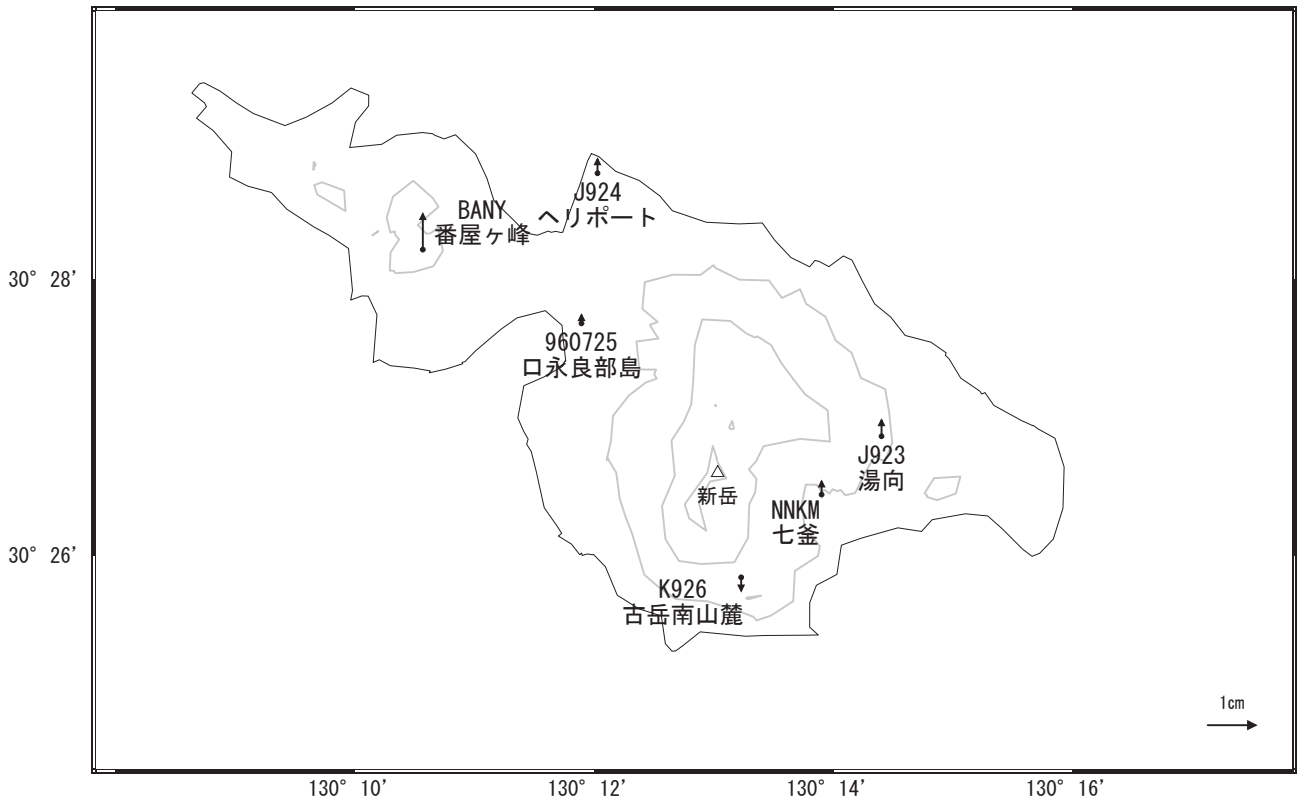 J924
ヘリポート
BANY
番屋ヶ峰
30° 28'
960725
口永良部島
J923
湯向
新岳
NNKM
七釜
30° 26'
K926
古岳南山麓
1cm
130° 10'
130° 12'
130° 14'
130° 16'